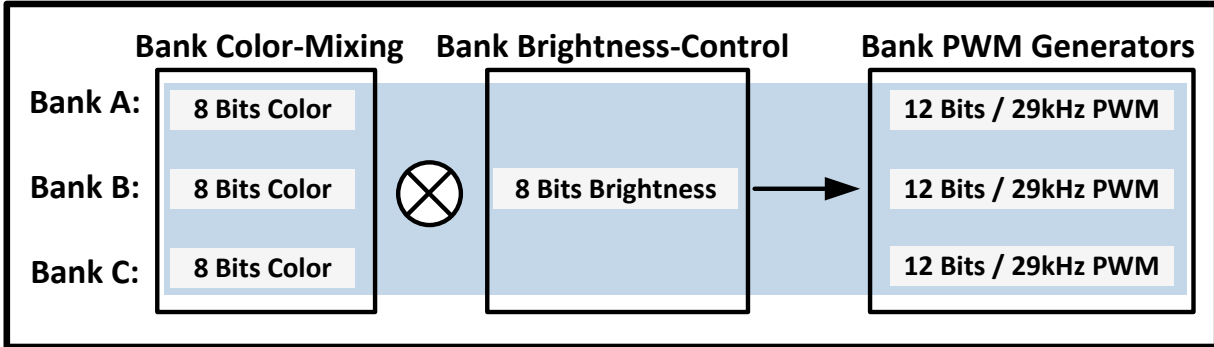 Bank Color-Mixing Bank Brightness-Control Bank PWM Generators
Bank A: 8 Bits Color 12 Bits / 29kHz PWM
Bank B: 8 Bits Color 8 Bits Brightness 12 Bits / 29kHz PWM
Bank C: 8 Bits Color 12 Bits / 29kHz PWM